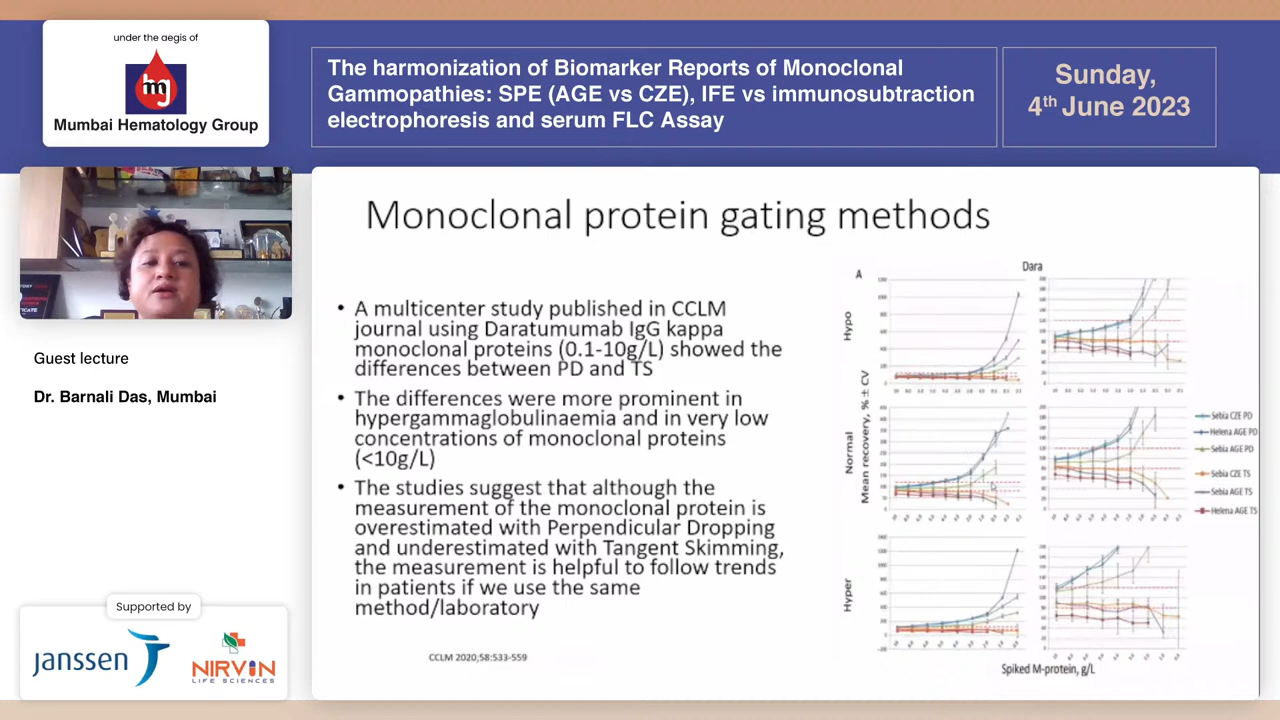 under the aegis of
mg
Mumbai Hematology Group
The harmonization of Biomarker Reports of Monoclonal
Gammopathies: SPE (AGE vs CZE), IFE vs immunosubtraction
electrophoresis and serum FLC Assay
Sunday,
4th June 2023
Guest lecture
Dr. Barnali Das, Mumbai
Supported by
janssen
NIRVIN
LIFE SCIENCES
Monoclonal protein gating methods
• A multicenter study published in CCLM
journal using Daratumumab IgG kappa
monoclonal proteins (0.1-10g/L) showed the
differences between PD and TS
• The differences were more prominent in
hypergammaglobulinaemia and in very low
concentrations of monoclonal proteins
(<10g/L)
• The studies suggest that although the
measurement of the monoclonal protein is
overestimated with Perpendicular Dropping
and underestimated with Tangent Skimming,
the measurement is helpful to follow trends
in patients if we use the same
method/laboratory
CCLM 2020;58:533-559
A
Dara
Hypo
Normal
Hyper
Mean recovery, % ± CV
Spiked M-protein, g/L
Sebia CZE PD
Helena AGE PD
Sebia AGE PD
Sebia CZE TS
Sebia AGE TS
Helena AGE TS